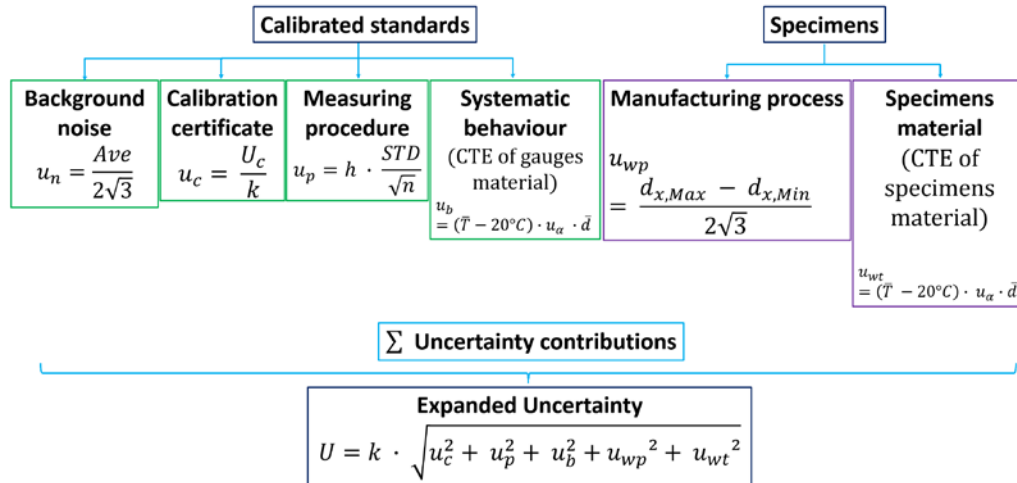 Calibrated standards
Specimens
Background
noise
u_n = Ave / 2√3
Calibration
certificate
u_c = U_c / k
Measuring
procedure
u_p = h · STD / √n
Systematic
behaviour
(CTE of gauges
material)
u_b
= (T̄ − 20°C) · u_α · d̄
Manufacturing process
u_wp
= d_x,Max − d_x,Min / 2√3
Specimens
material
(CTE of
specimens
material)
u_wt
= (T̄ − 20°C) · u_α · d̄
∑ Uncertainty contributions
Expanded Uncertainty
U = k · √(u_c² + u_p² + u_b² + u_wp² + u_wt²)